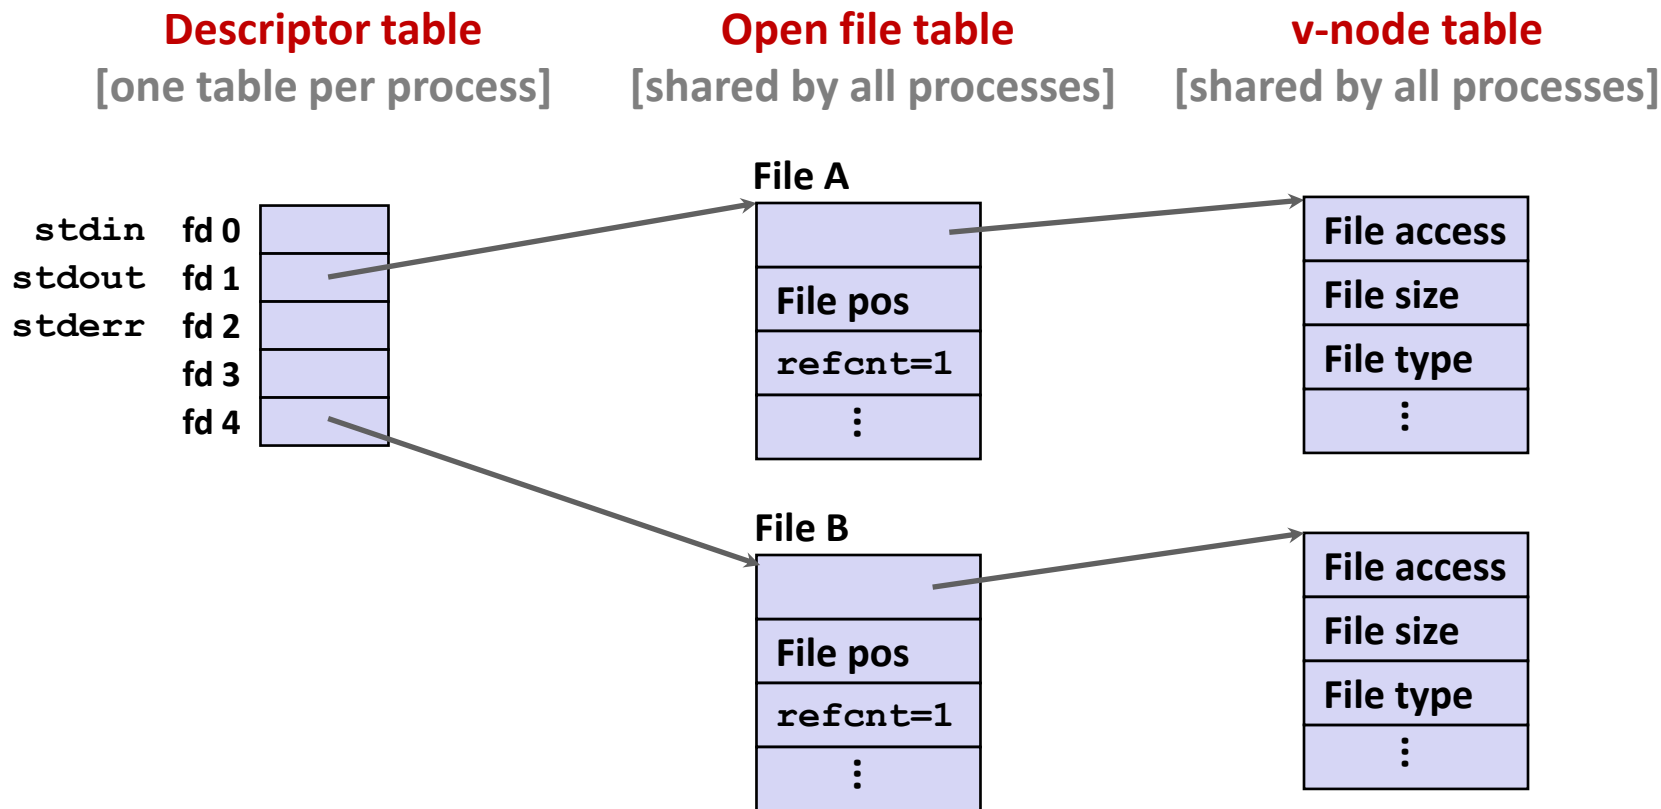 Descriptor table
[one table per process]
Open file table
[shared by all processes]
v-node table
[shared by all processes]
stdin fd 0
stdout fd 1
stderr fd 2
fd 3
fd 4
File A
File pos
refcnt=1
⋮
File access
File size
File type
⋮
File B
File pos
refcnt=1
⋮
File access
File size
File type
⋮